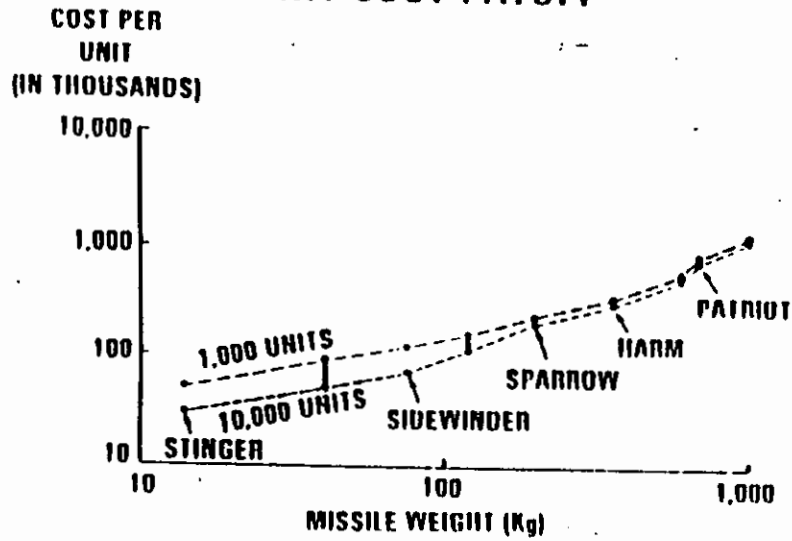 COST PER
UNIT
(IN THOUSANDS)
10,000
1,000
100
10
1,000 UNITS
10,000 UNITS
STINGER
SIDEWINDER
SPARROW
HARM
PATRIOT
10
100
1,000
MISSILE WEIGHT (Kg)